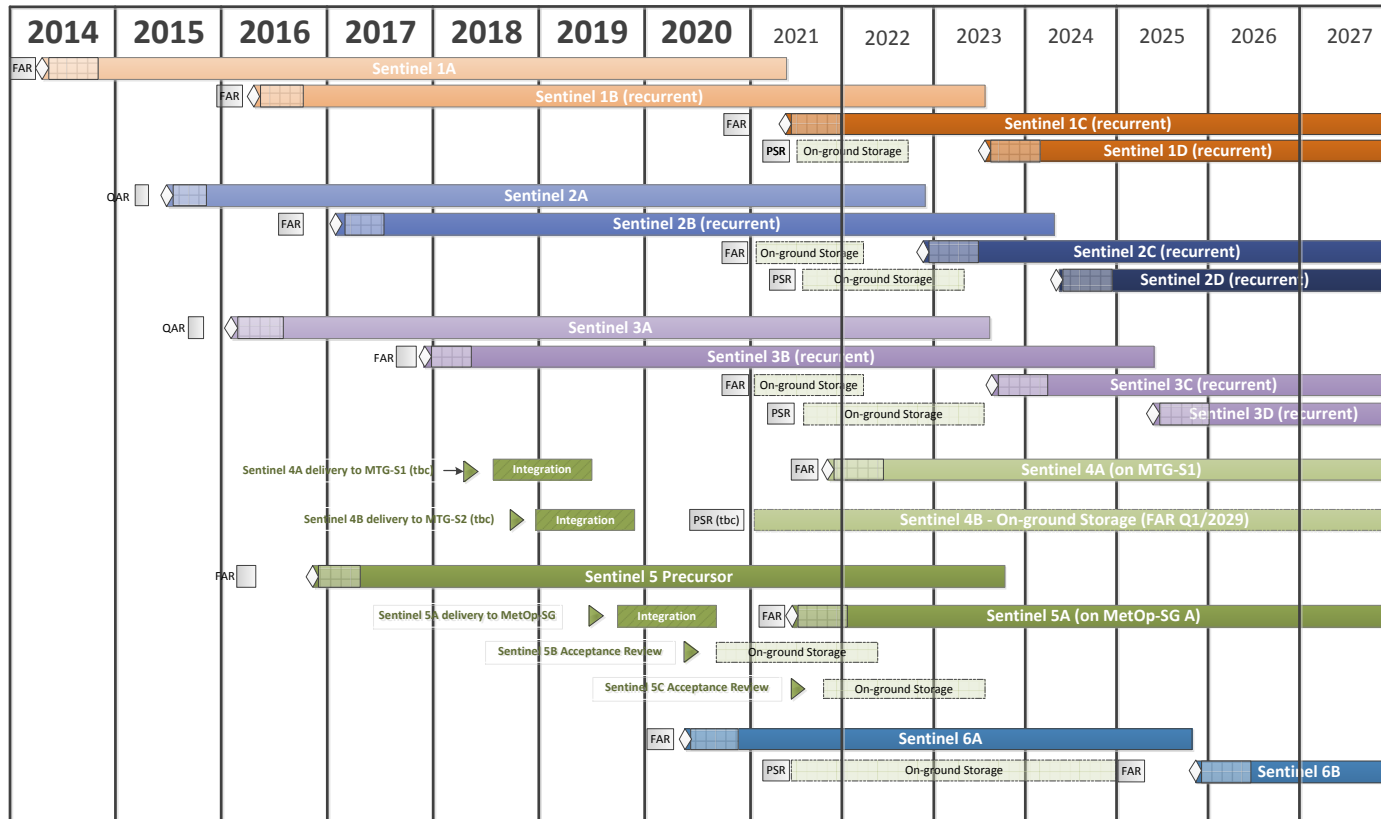 2014 2015 2016 2017 2018 2019 2020 2021 2022 2023 2024 2025 2026 2027
FAR Sentinel 1A
FAR Sentinel 1B (recurrent)
FAR Sentinel 1C (recurrent)
PSR On-ground Storage Sentinel 1D (recurrent)
QAR Sentinel 2A
FAR Sentinel 2B (recurrent)
FAR On-ground Storage Sentinel 2C (recurrent)
PSR On-ground Storage Sentinel 2D (recurrent)
QAR Sentinel 3A
FAR Sentinel 3B (recurrent)
FAR On-ground Storage Sentinel 3C (recurrent)
PSR On-ground Storage Sentinel 3D (recurrent)
Sentinel 4A delivery to MTG-S1 (tbc) Integration FAR Sentinel 4A (on MTG-S1)
Sentinel 4B delivery to MTG-S2 (tbc) Integration PSR (tbc) Sentinel 4B - On-ground Storage (FAR Q1/2029)
FAR Sentinel 5 Precursor
Sentinel 5A delivery to MetOp-SG Integration FAR Sentinel 5A (on MetOp-SG A)
Sentinel 5B Acceptance Review On-ground Storage
Sentinel 5C Acceptance Review On-ground Storage
FAR Sentinel 6A
PSR On-ground Storage FAR Sentinel 6B